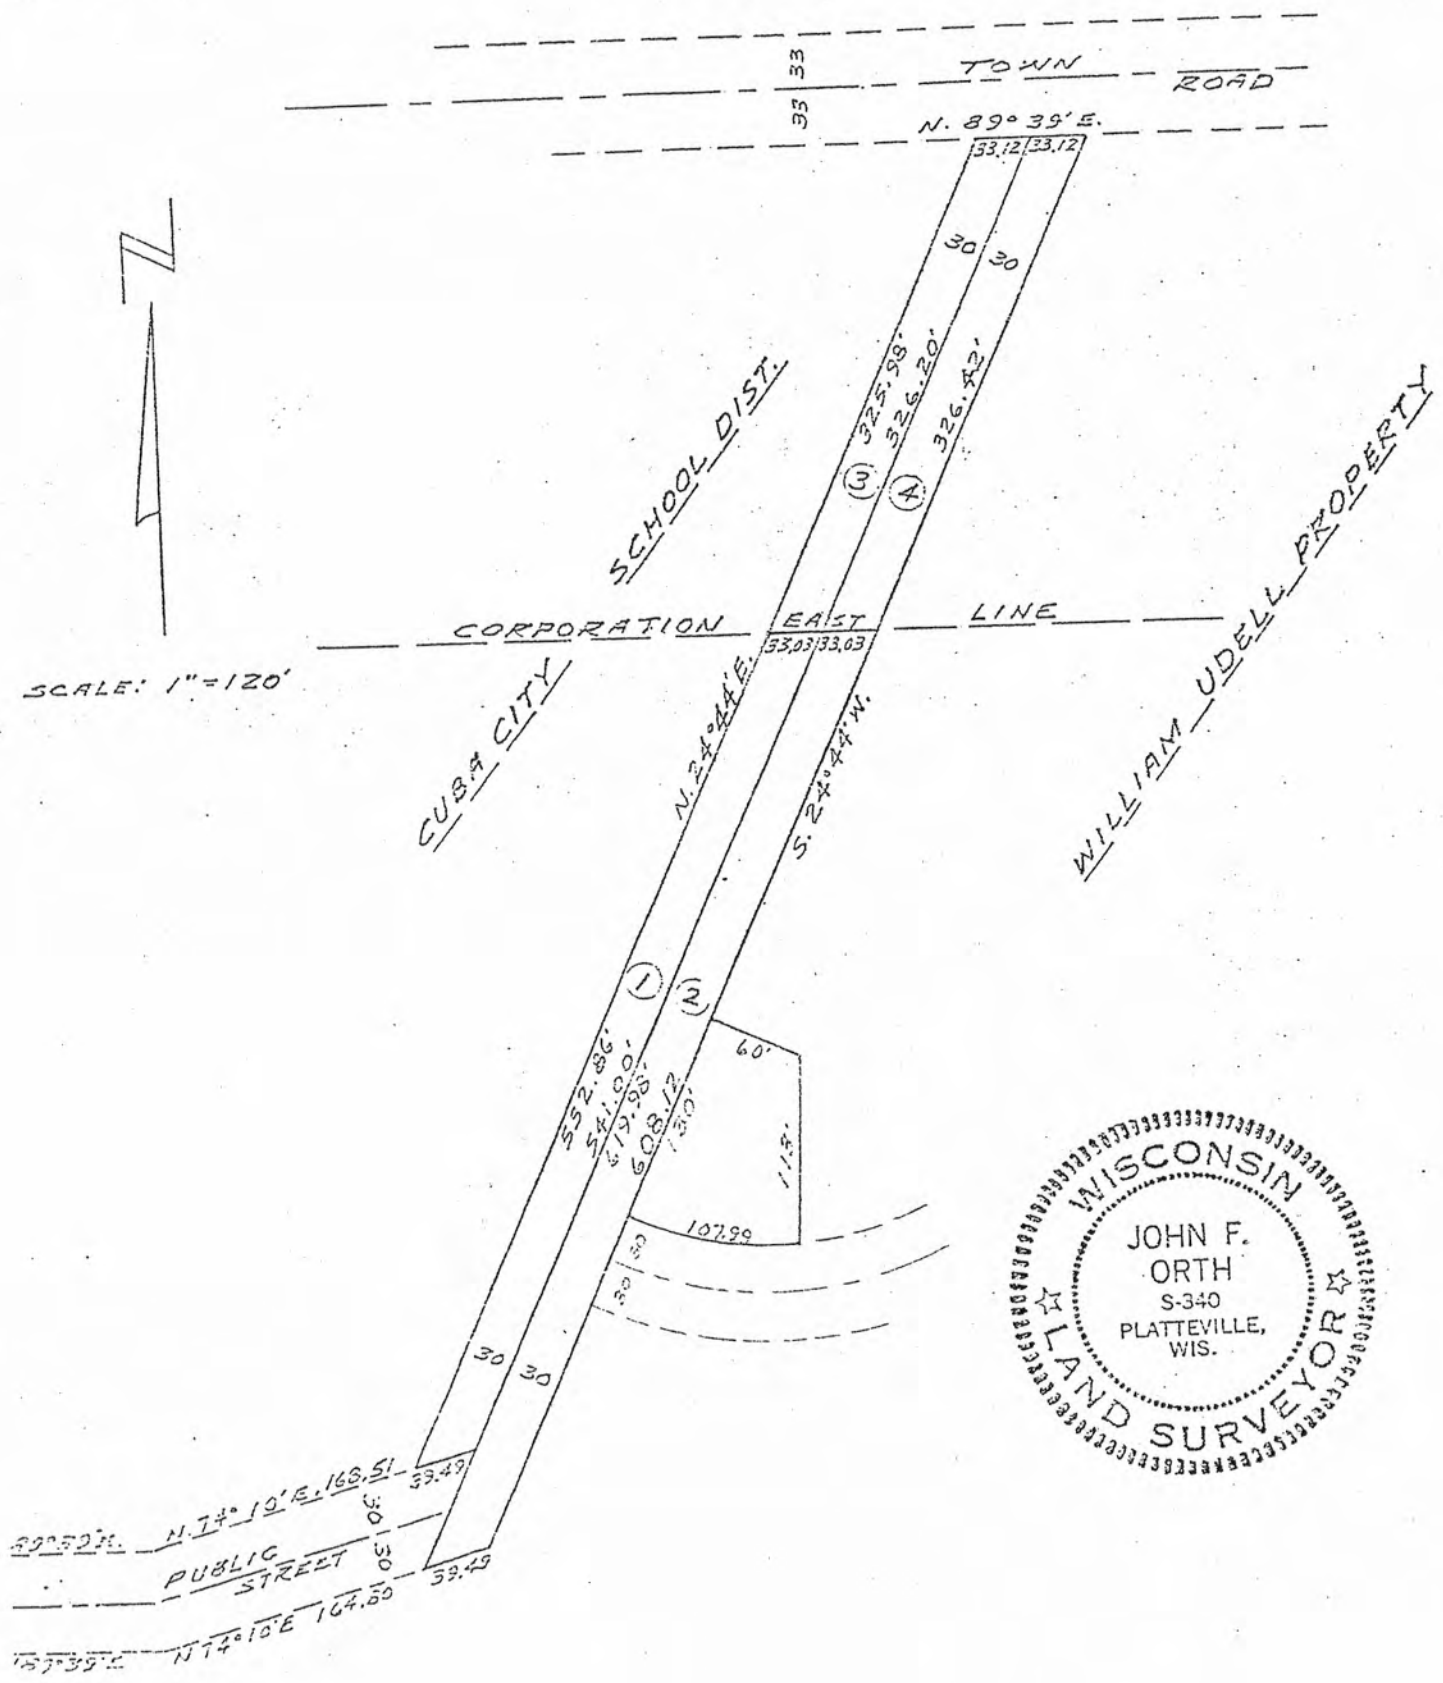 33
33
TOWN
ROAD
N. 89° 39' E.
33.12 33.12
N
30
30
SCHOOL DIST.
325.98'
326.20'
326.42'
3
4
WILLIAM UDELL PROPERTY
CORPORATION EAST LINE
33.03 33.03
SCALE: 1"=120'
CUBA CITY
N. 24° 44' E.
S. 24° 44' W.
1
2
60'
552.86'
541.00'
619.98'
608.12
118'
107.99
30
30
30
30
WISCONSIN
JOHN F.
ORTH
S-340
PLATTEVILLE,
WIS.
LAND SURVEYOR
N. 74° 10' E. 168.51
39.49
30
30
PUBLIC
STREET
39.49
N 74° 10' E 164.80